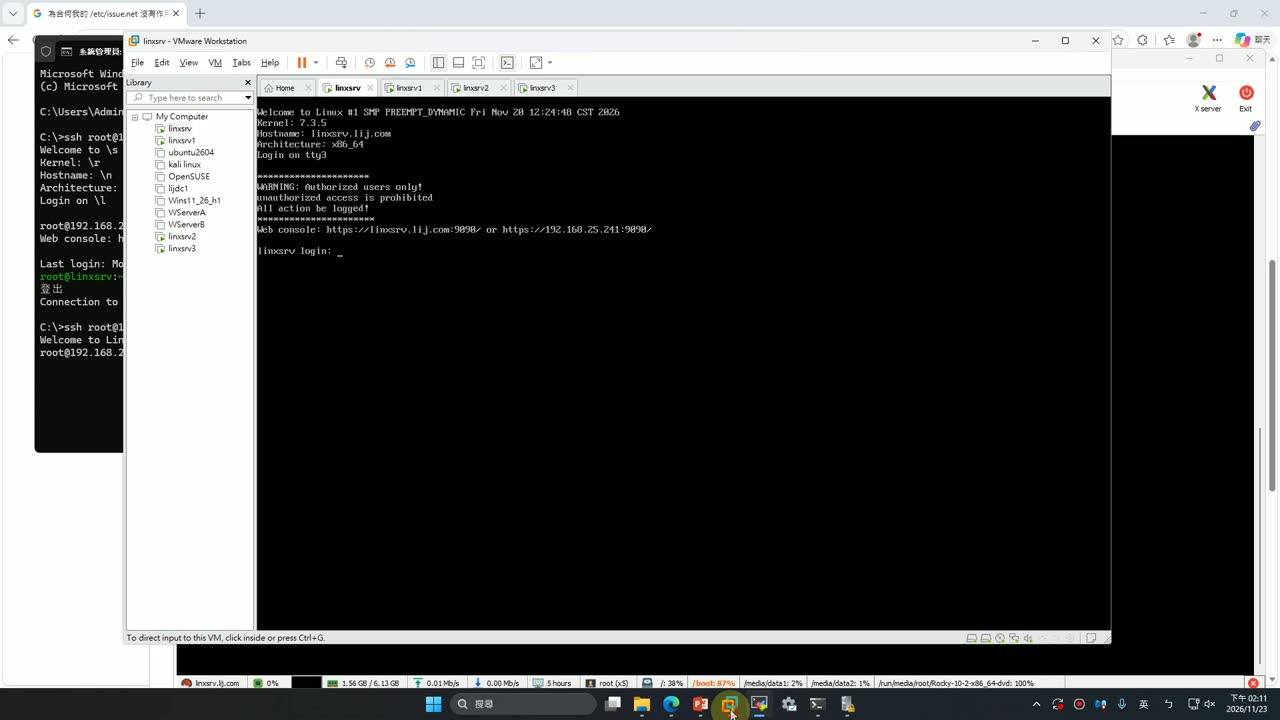 為合何我的 /etc/issue.net 沒有作用
linxsrv - VMware Workstation
聊天
系統管理員:
File Edit View VM Tabs Help
Microsoft Wind
(c) Microsoft
C:\Users\Admin
C:\>ssh root@1
Welcome to \s
Kernel: \r
Hostname: \n
Architecture:
Login on \l
root@192.168.2
Web console: h
Last login: Mo
root@linxsrv:~
登出
Connection to
C:\>ssh root@1
Welcome to Lin
root@192.168.2
Library
Type here to search
My Computer
linxsrv
linxsrv1
ubuntu2604
kali linux
OpenSUSE
lijdc1
Wins11_26_h1
WServerA
WServerB
linxsrv2
linxsrv3
Home linxsrv linxsrv1 linxsrv2 linxsrv3
Welcome to Linux #1 SMP PREEMPT_DYNAMIC Fri Nov 20 12:24:48 CST 2026
Kernel: 7.3.5
Hostname: linxsrv.lij.com
Architecture: x86_64
Login on tty3
*********************
WARNING: Authorized users only!
unauthorized access is prohibited
All action be logged!
**********************
Web console: https://linxsrv.lij.com:9090/ or https://192.168.25.241:9090/
linxsrv login: _
X server Exit
To direct input to this VM, click inside or press Ctrl+G.
linxsrv.lij.com 0% 1.56 GB / 6.13 GB 0.01 Mb/s 0.00 Mb/s 5 hours root (x5) /: 38% /boot: 87% /media/data1: 2% /media/data2: 1% /run/media/root/Rocky-10-2-x86_64-dvd: 100%
搜尋
英
下午 02:11
2026/11/23